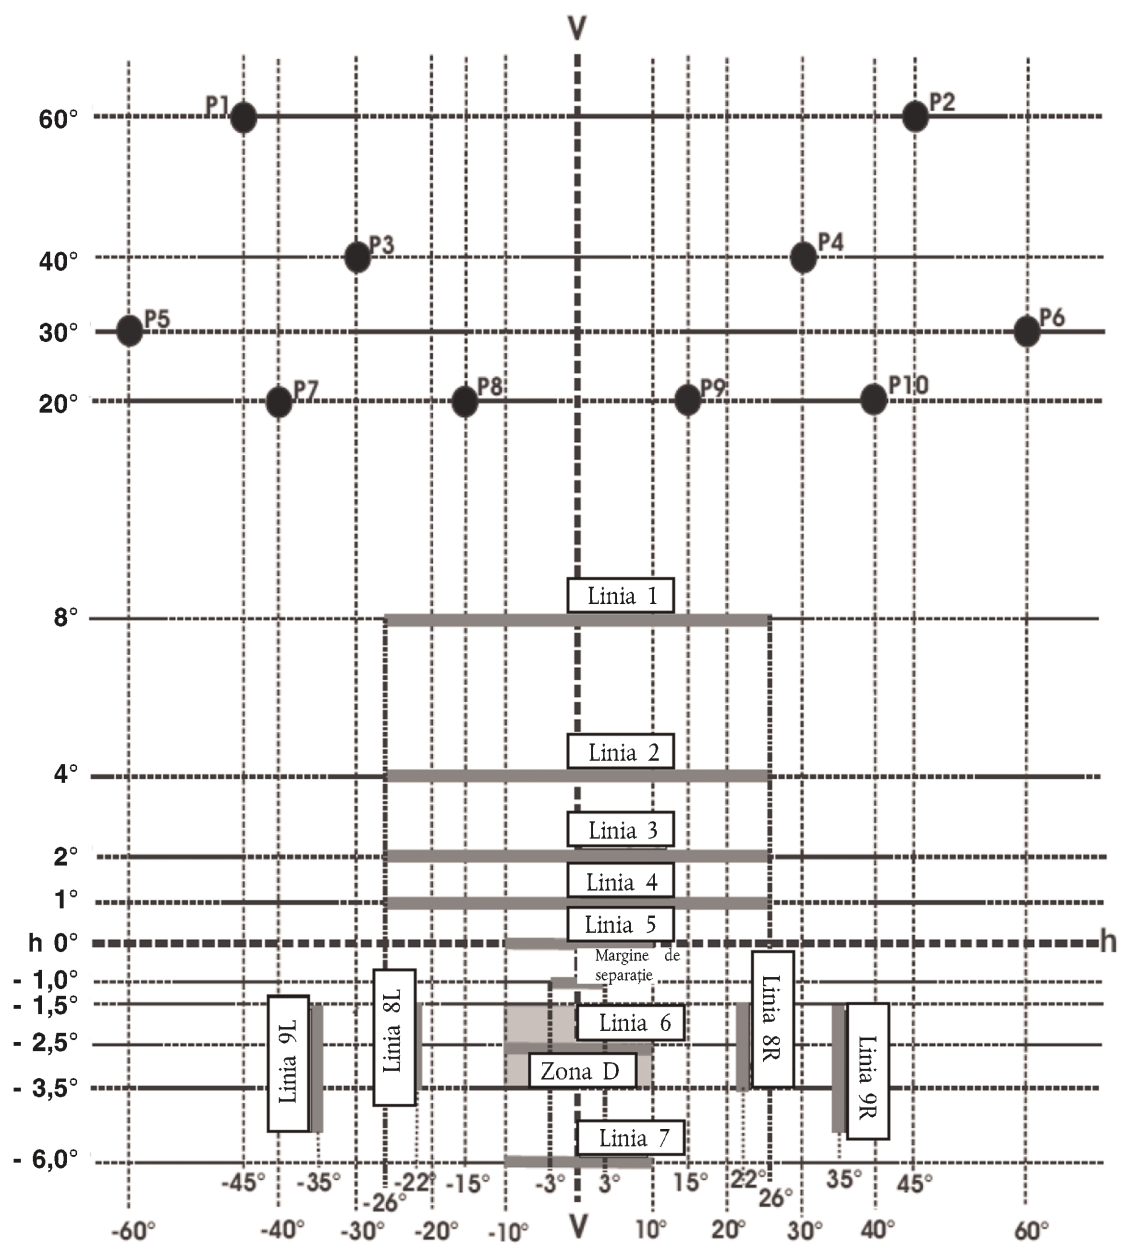 V
P1
P2
60°
P3
P4
40°
P5
P6
30°
P7
P8
P9
P10
20°
Linia 1
8°
Linia 2
4°
Linia 3
2°
Linia 4
1°
Linia 5
h 0°
h
Margine de
separație
- 1,0°
- 1,5°
Linia 6
- 2,5°
Linia 9L
Linia 8L
Linia 8R
Linia 9R
Zona D
- 3,5°
Linia 7
- 6,0°
-45° -35° -22° -15° -3° 3° 15° 22° 35° 45°
-26° 26°
-60° -40° -30° -20° -10° V 10° 20° 30° 40° 60°